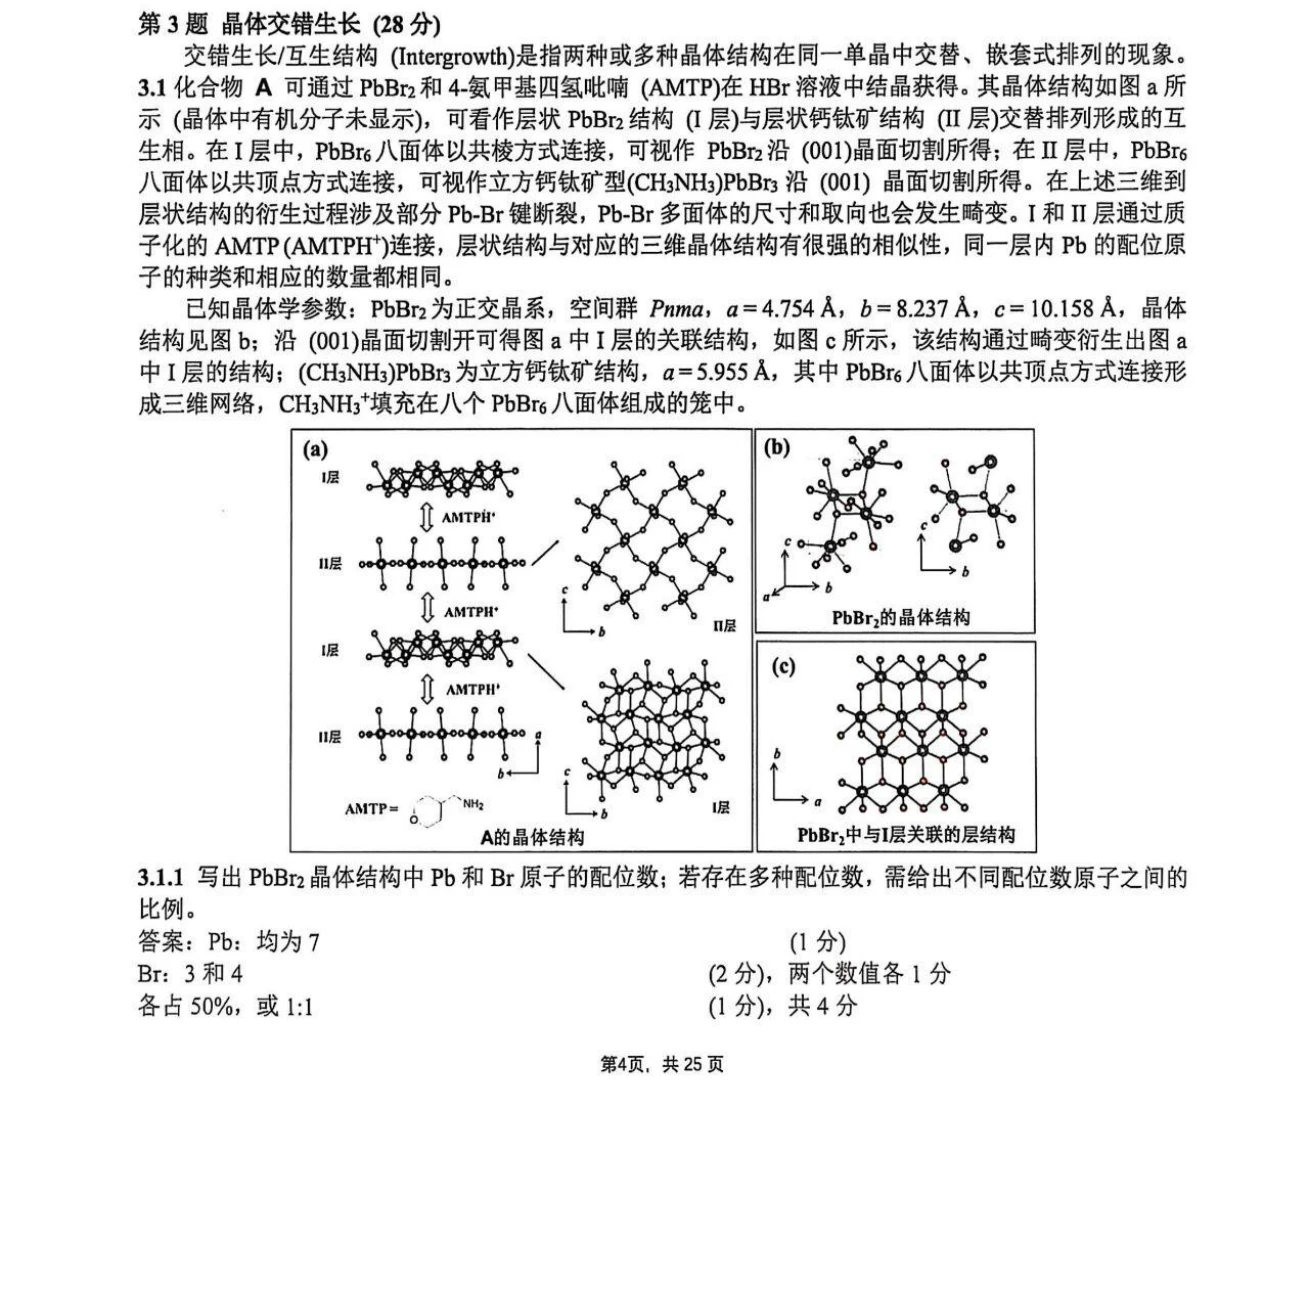 第 3 题 晶体交错生长 (28 分)
交错生长/互生结构 (Intergrowth)是指两种或多种晶体结构在同一单晶中交替、嵌套式排列的现象。
3.1 化合物 A 可通过 PbBr₂ 和 4-氨甲基四氢吡喃 (AMTP)在 HBr 溶液中结晶获得。其晶体结构如图 a 所
示 (晶体中有机分子未显示)，可看作层状 PbBr₂ 结构 (I 层)与层状钙钛矿结构 (II 层)交替排列形成的互
生相。在 I 层中，PbBr₆ 八面体以共棱方式连接，可视作 PbBr₂ 沿 (001)晶面切割所得；在 II 层中，PbBr₆
八面体以共顶点方式连接，可视作立方钙钛矿型(CH₃NH₃)PbBr₃ 沿 (001) 晶面切割所得。在上述三维到
层状结构的衍生过程涉及部分 Pb-Br 键断裂，Pb-Br 多面体的尺寸和取向也会发生畸变。I 和 II 层通过质
子化的 AMTP (AMTPH⁺)连接，层状结构与对应的三维晶体结构有很强的相似性，同一层内 Pb 的配位原
子的种类和相应的数量都相同。
已知晶体学参数：PbBr₂ 为正交晶系，空间群 Pnma，a = 4.754 Å，b = 8.237 Å，c = 10.158 Å，晶体
结构见图 b；沿 (001)晶面切割开可得图 a 中 I 层的关联结构，如图 c 所示，该结构通过畸变衍生出图 a
中 I 层的结构；(CH₃NH₃)PbBr₃ 为立方钙钛矿结构，a = 5.955 Å，其中 PbBr₆ 八面体以共顶点方式连接形
成三维网络，CH₃NH₃⁺填充在八个 PbBr₆ 八面体组成的笼中。
(a)
I层
AMTPH⁺
II层
AMTPH⁺
I层
AMTPH⁺
II层
a
b
AMTP=
O
NH₂
c
b
II层
c
b
I层
A的晶体结构
(b)
c
a
b
c
b
PbBr₂的晶体结构
(c)
b
a
PbBr₂中与I层关联的层结构
3.1.1 写出 PbBr₂ 晶体结构中 Pb 和 Br 原子的配位数；若存在多种配位数，需给出不同配位数原子之间的
比例。
答案：Pb：均为 7 (1 分)
Br：3 和 4 (2 分)，两个数值各 1 分
各占 50%，或 1:1 (1 分)，共 4 分
第4页，共 25 页